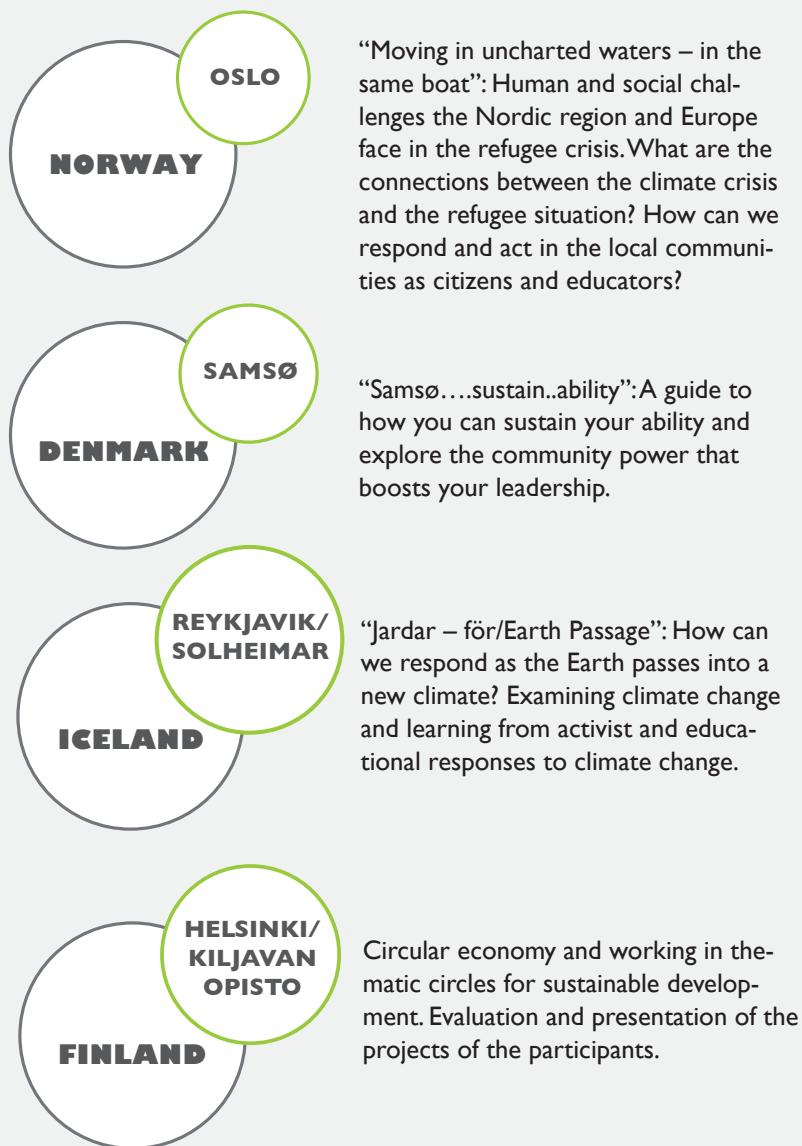 OSLO
NORWAY
“Moving in uncharted waters – in the
same boat”: Human and social chal-
lenges the Nordic region and Europe
face in the refugee crisis. What are the
connections between the climate crisis
and the refugee situation? How can we
respond and act in the local communi-
ties as citizens and educators?
SAMSØ
DENMARK
“Samsø….sustain..ability”: A guide to
how you can sustain your ability and
explore the community power that
boosts your leadership.
REYKJAVIK/
SOLHEIMAR
ICELAND
“Jardar – för/Earth Passage”: How can
we respond as the Earth passes into a
new climate? Examining climate change
and learning from activist and educa-
tional responses to climate change.
HELSINKI/
KILJAVAN
OPISTO
FINLAND
Circular economy and working in the-
matic circles for sustainable develop-
ment. Evaluation and presentation of the
projects of the participants.